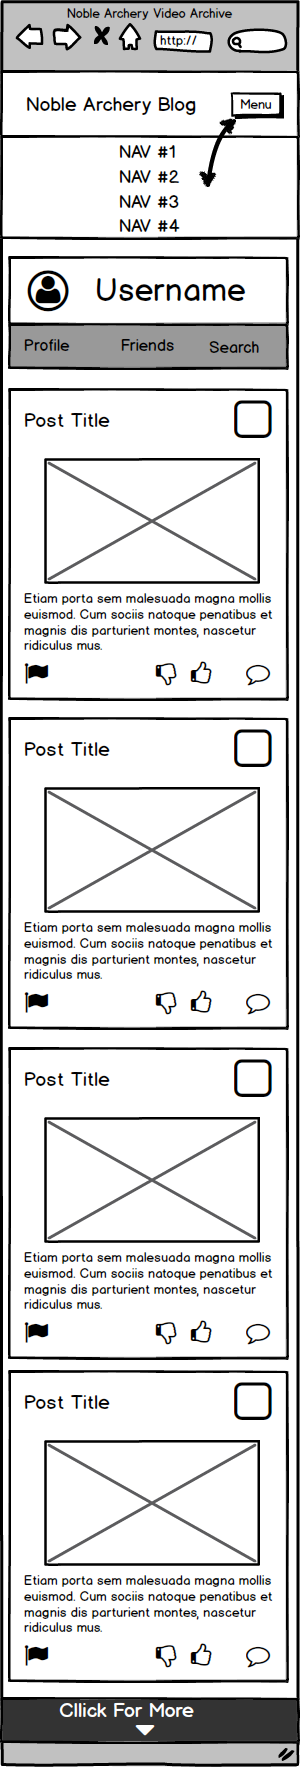 Noble Archery Video Archive
http://
Noble Archery Blog
Menu
NAV #1
NAV #2
NAV #3
NAV #4
Username
Profile Friends Search
Post Title
Etiam porta sem malesuada magna mollis
euismod. Cum sociis natoque penatibus et
magnis dis parturient montes, nascetur
ridiculus mus.
Post Title
Etiam porta sem malesuada magna mollis
euismod. Cum sociis natoque penatibus et
magnis dis parturient montes, nascetur
ridiculus mus.
Post Title
Etiam porta sem malesuada magna mollis
euismod. Cum sociis natoque penatibus et
magnis dis parturient montes, nascetur
ridiculus mus.
Post Title
Etiam porta sem malesuada magna mollis
euismod. Cum sociis natoque penatibus et
magnis dis parturient montes, nascetur
ridiculus mus.
Cllick For More